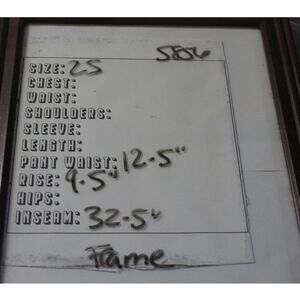 5856
SIZE: 25
CHEST:
WAIST:
SHOULDERS:
SLEEVE:
LENGTH:
PANT WAIST: 12.5"
RISE: 9.5"
HIPS:
INSEAM: 32.5"
Frame